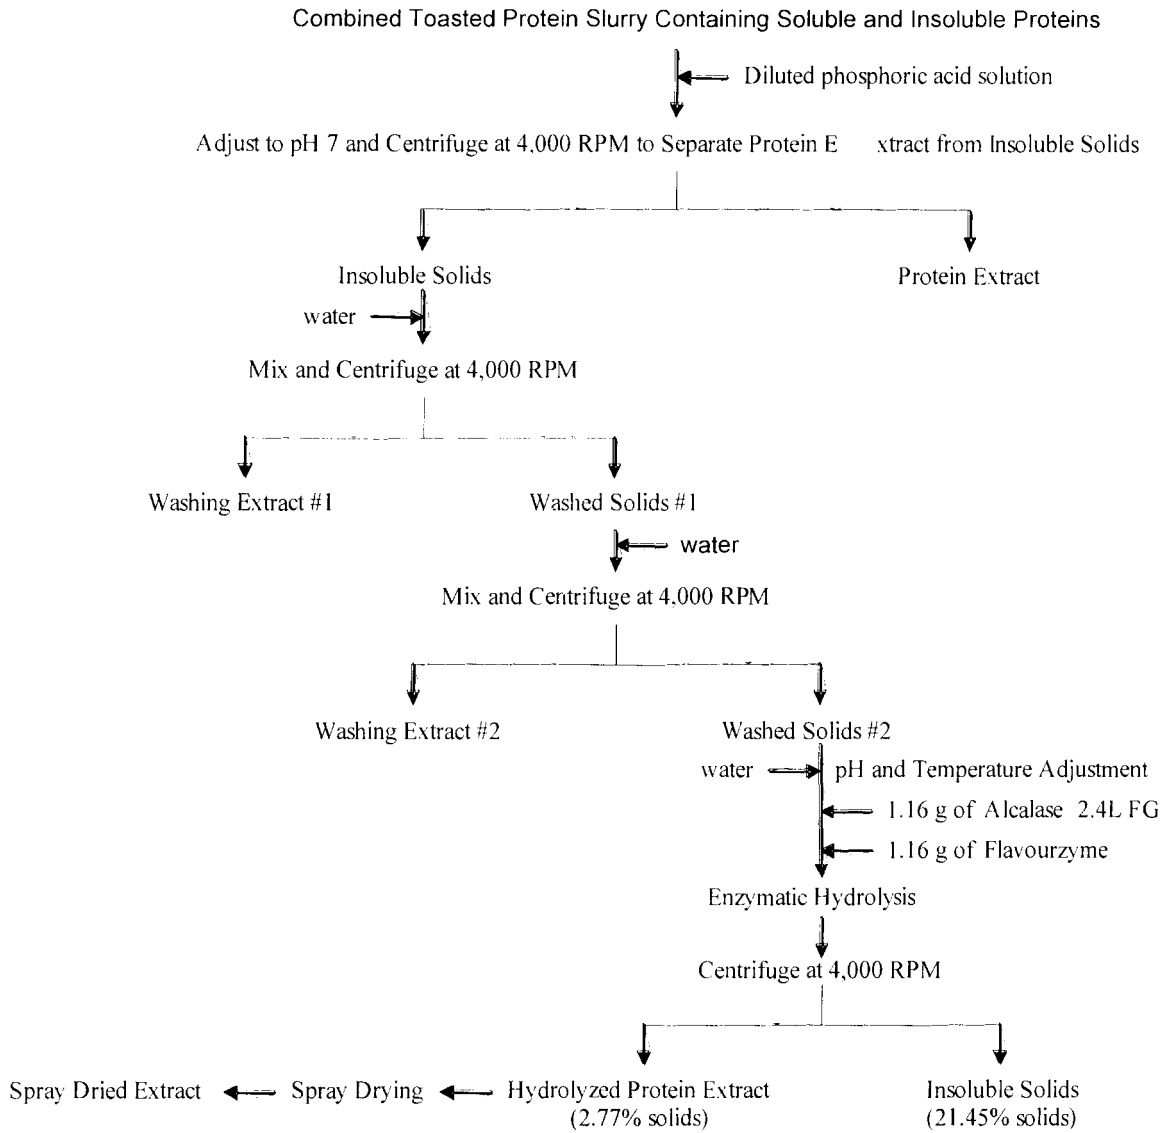 Combined Toasted Protein Slurry Containing Soluble and Insoluble Proteins
Diluted phosphoric acid solution
Adjust to pH 7 and Centrifuge at 4,000 RPM to Separate Protein E xtract from Insoluble Solids
Insoluble Solids
Protein Extract
water
Mix and Centrifuge at 4,000 RPM
Washing Extract #1
Washed Solids #1
water
Mix and Centrifuge at 4,000 RPM
Washing Extract #2
Washed Solids #2
water
pH and Temperature Adjustment
1.16 g of Alcalase 2.4L FG
1.16 g of Flavourzyme
Enzymatic Hydrolysis
Centrifuge at 4,000 RPM
Spray Dried Extract
Spray Drying
Hydrolyzed Protein Extract
(2.77% solids)
Insoluble Solids
(21.45% solids)